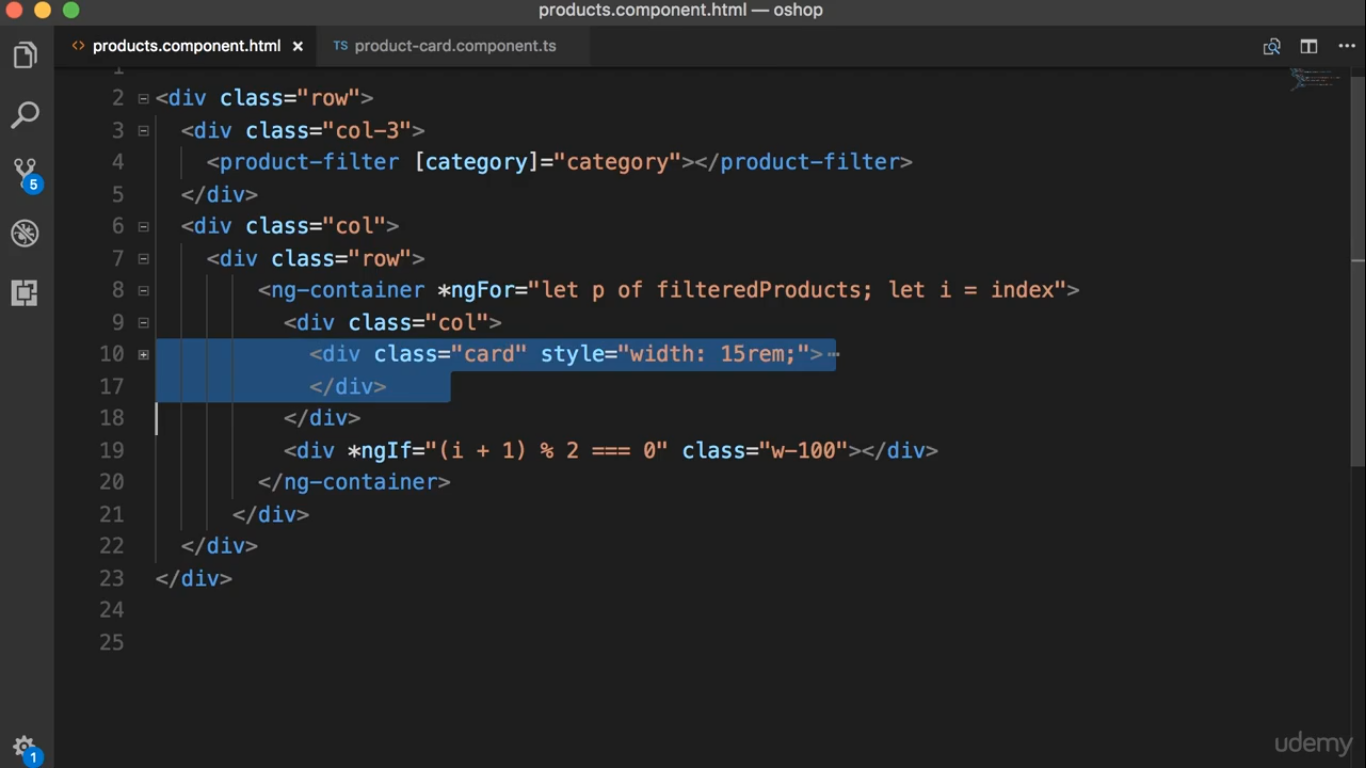 products.component.html — oshop
<> products.component.html × TS product-card.component.ts
1
2 <div class="row">
3 <div class="col-3">
4 <product-filter [category]="category"></product-filter>
5 </div>
6 <div class="col">
7 <div class="row">
8 <ng-container *ngFor="let p of filteredProducts; let i = index">
9 <div class="col">
10 <div class="card" style="width: 15rem;">…
17 </div>
18 </div>
19 <div *ngIf="(i + 1) % 2 === 0" class="w-100"></div>
20 </ng-container>
21 </div>
22 </div>
23 </div>
24
25
5
1
udemy